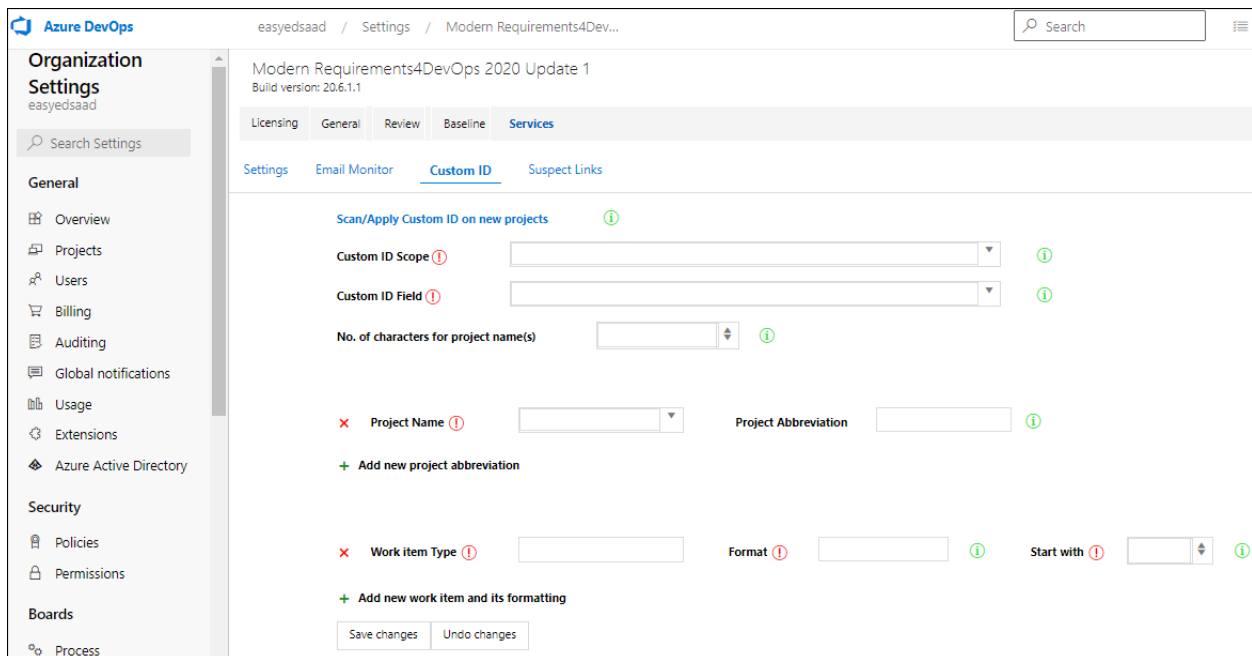 Azure DevOps
easyedsaad / Settings / Modern Requirements4Dev...
Search
Organization
Settings
easyedsaad
Search Settings
General
Overview
Projects
Users
Billing
Auditing
Global notifications
Usage
Extensions
Azure Active Directory
Security
Policies
Permissions
Boards
Process
Modern Requirements4DevOps 2020 Update 1
Build version: 20.6.1.1
Licensing General Review Baseline Services
Settings Email Monitor Custom ID Suspect Links
Scan/Apply Custom ID on new projects
Custom ID Scope
Custom ID Field
No. of characters for project name(s)
Project Name Project Abbreviation
+ Add new project abbreviation
Work item Type Format Start with
+ Add new work item and its formatting
Save changes Undo changes